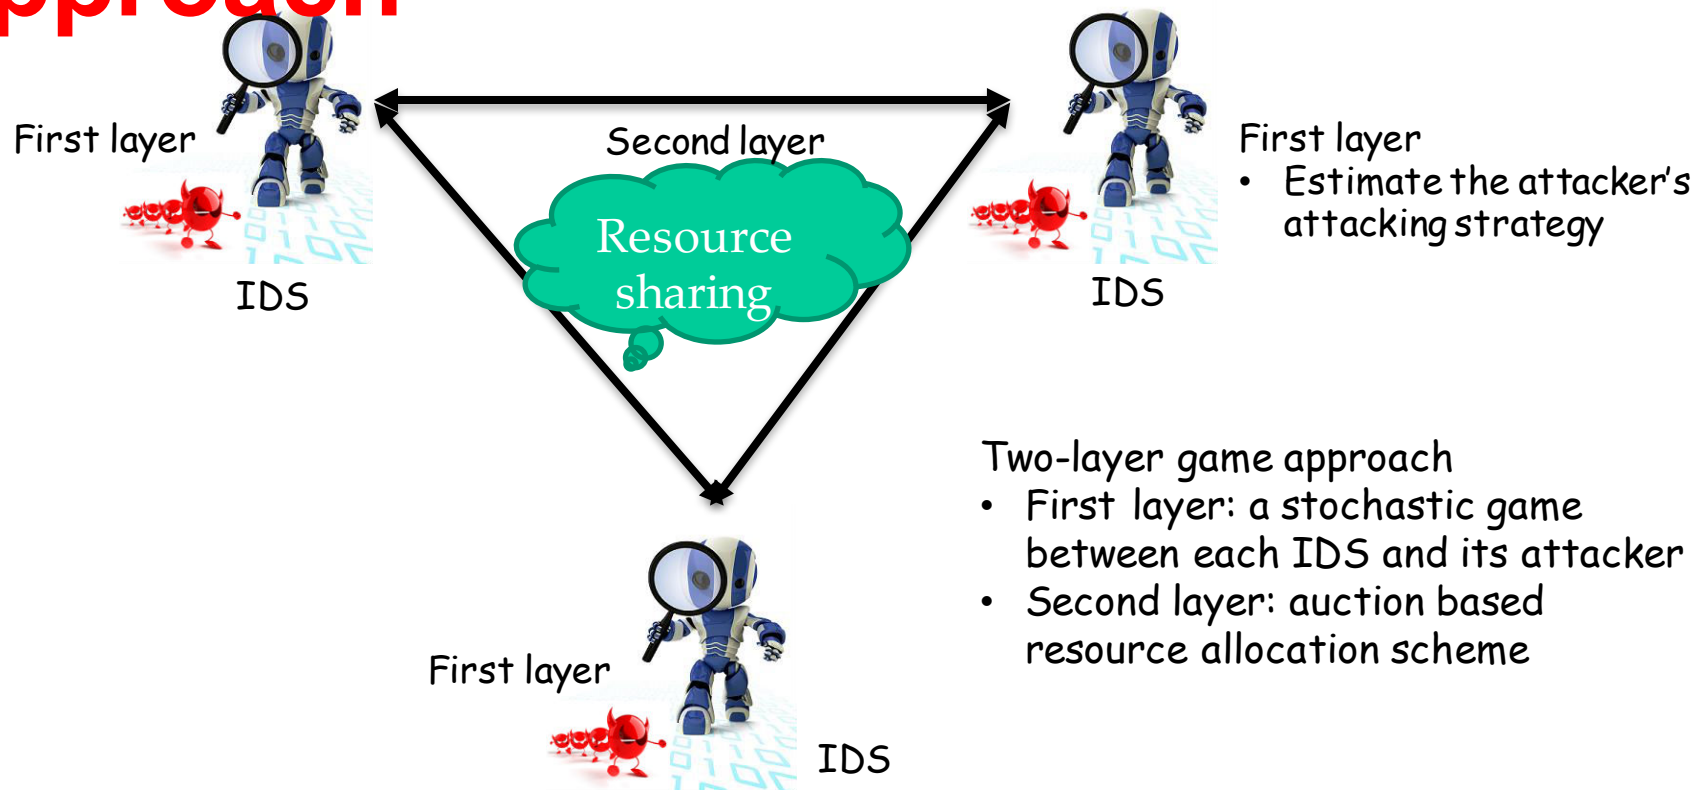 First layer
Second layer
Resource
sharing
First layer
• Estimate the attacker's
attacking strategy
IDS
IDS
Two-layer game approach
• First layer: a stochastic game
between each IDS and its attacker
• Second layer: auction based
resource allocation scheme
First layer
IDS